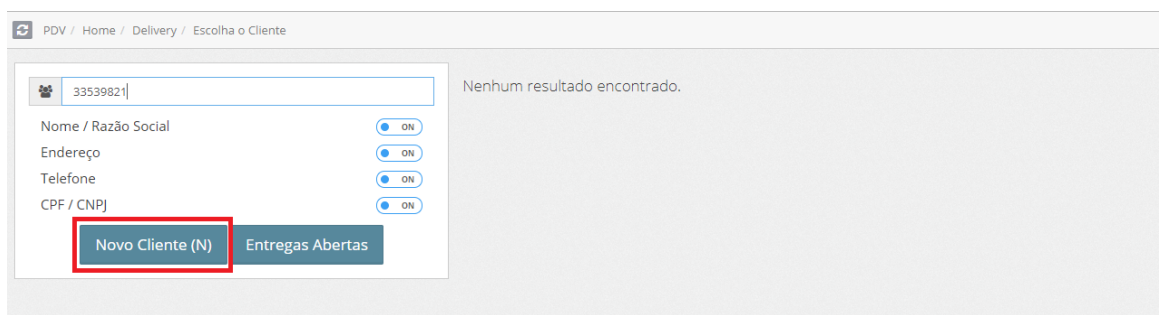 PDV / Home / Delivery / Escolha o Cliente
33539821
Nenhum resultado encontrado.
Nome / Razão Social ON
Endereço ON
Telefone ON
CPF / CNPJ ON
Novo Cliente (N) Entregas Abertas